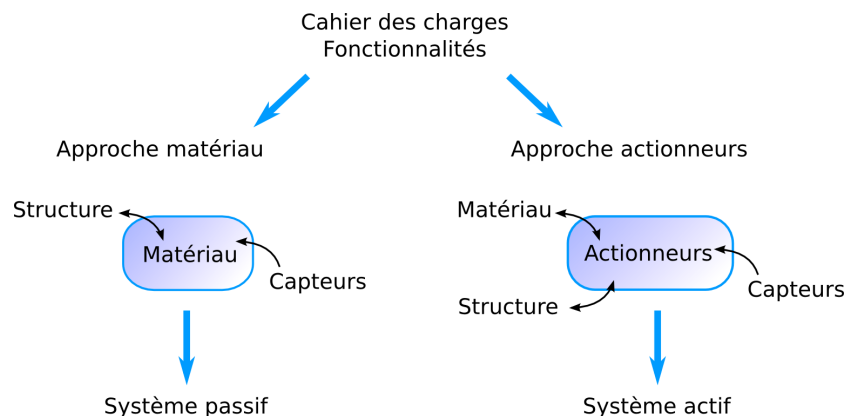 Cahier des charges
Fonctionnalités
Approche matériau
Approche actionneurs
Structure
Matériau
Capteurs
Matériau
Actionneurs
Structure
Capteurs
Système passif
Système actif